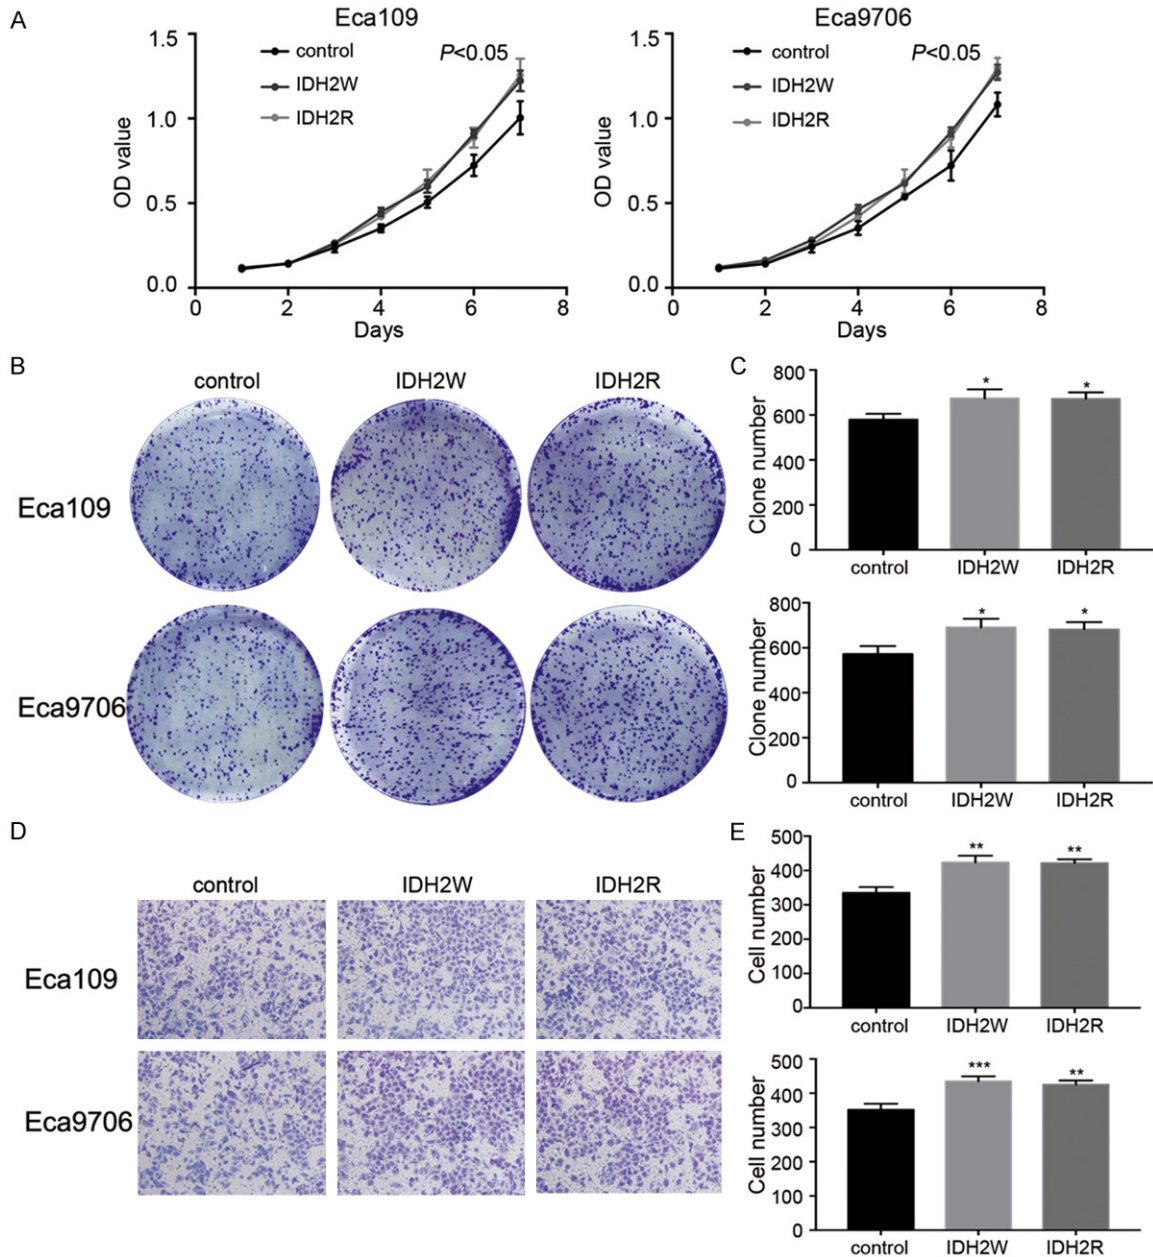 A
Eca109
control
IDH2W
IDH2R
P<0.05
OD value
1.5
1.0
0.5
0.0
0 2 4 6 8
Days
Eca9706
control
IDH2W
IDH2R
P<0.05
OD value
1.5
1.0
0.5
0.0
0 2 4 6 8
Days
B
control IDH2W IDH2R
Eca109
Eca9706
C
Clone number
800
600
400
200
0
* *
control IDH2W IDH2R
Clone number
800
600
400
200
0
* *
control IDH2W IDH2R
D
control IDH2W IDH2R
Eca109
Eca9706
E
Cell number
500
400
300
200
100
0
** **
control IDH2W IDH2R
Cell number
500
400
300
200
100
0
*** **
control IDH2W IDH2R